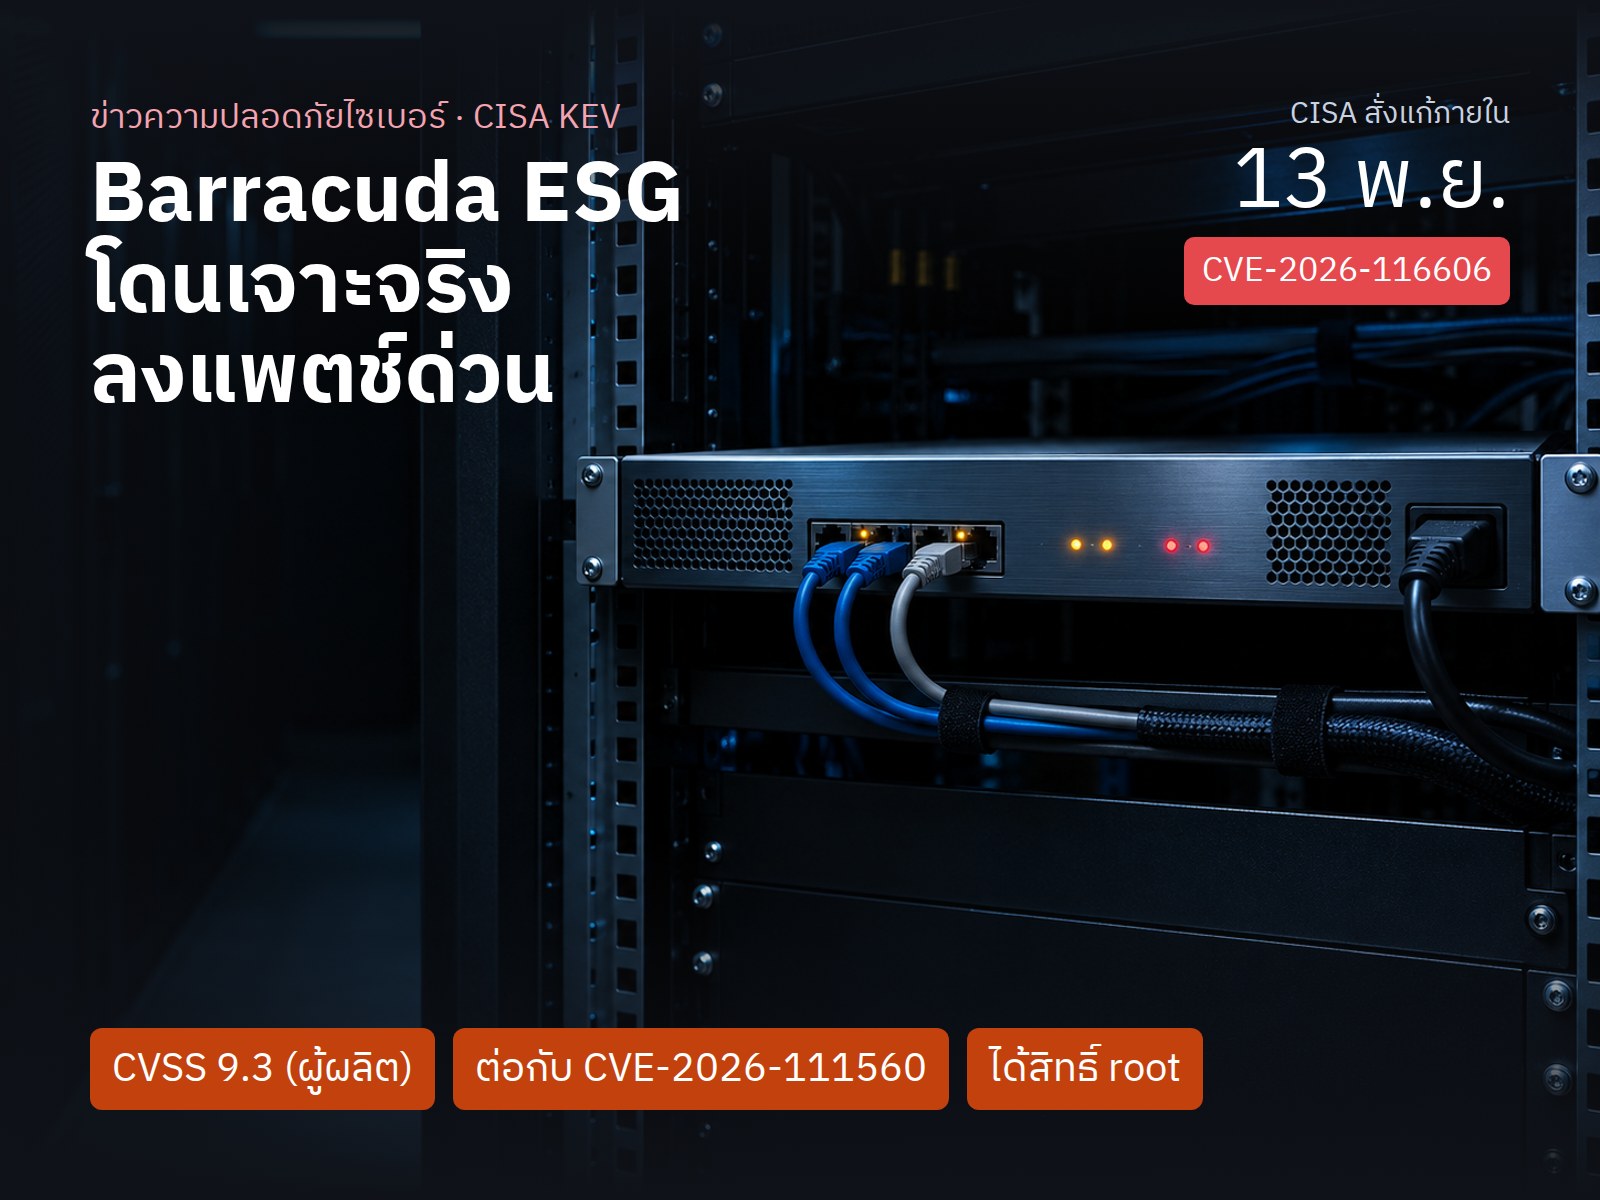 ข่าวความปลอดภัยไซเบอร์ · CISA KEV
Barracuda ESG
โดนเจาะจริง
ลงแพตช์ด่วน
CISA สั่งแก้ภายใน
13 พ.ย.
CVE-2026-116606
CVSS 9.3 (ผู้ผลิต)
ต่อกับ CVE-2026-111560
ได้สิทธิ์ root